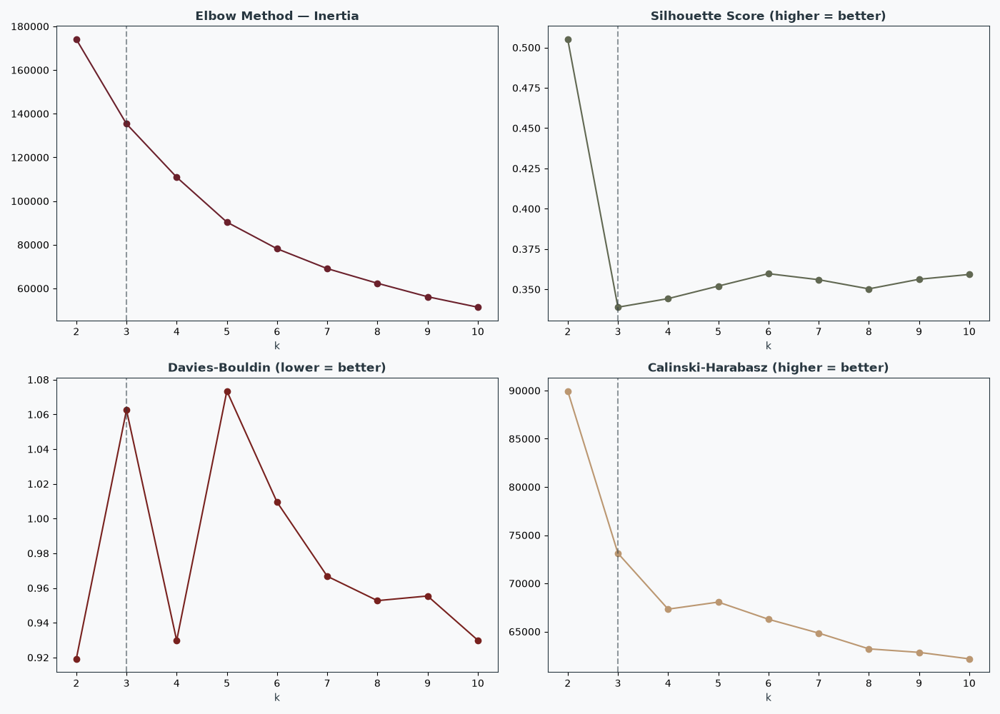 Elbow Method — Inertia
180000
160000
140000
120000
100000
80000
60000
2 3 4 5 6 7 8 9 10
k
Silhouette Score (higher = better)
0.500
0.475
0.450
0.425
0.400
0.375
0.350
2 3 4 5 6 7 8 9 10
k
Davies-Bouldin (lower = better)
1.08
1.06
1.04
1.02
1.00
0.98
0.96
0.94
0.92
2 3 4 5 6 7 8 9 10
k
Calinski-Harabasz (higher = better)
90000
85000
80000
75000
70000
65000
2 3 4 5 6 7 8 9 10
k